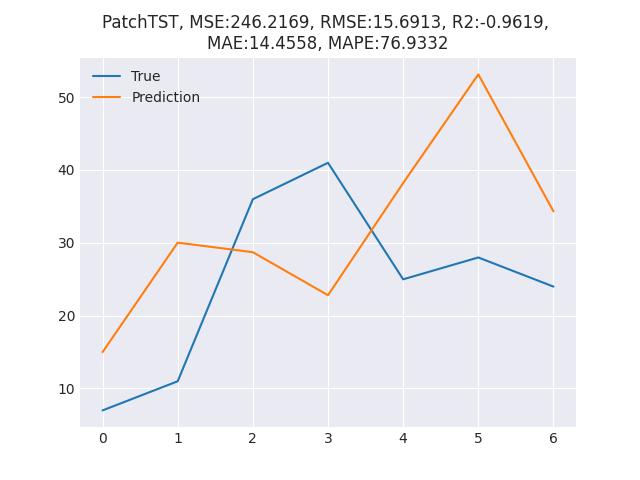 PatchTST, MSE:246.2169, RMSE:15.6913, R2:-0.9619,
MAE:14.4558, MAPE:76.9332
True
Prediction
50
40
30
20
10
0 1 2 3 4 5 6